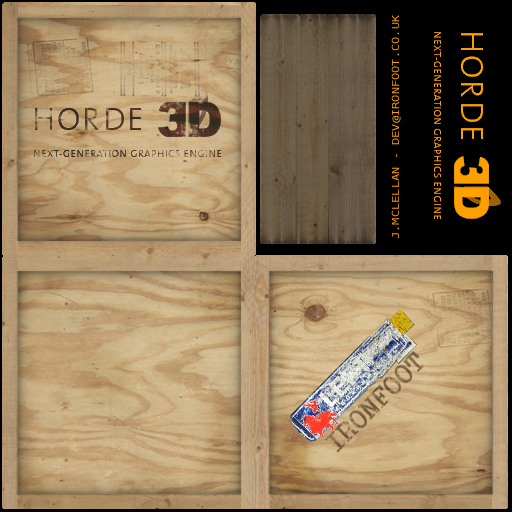 HORDE 3D
NEXT-GENERATION GRAPHICS ENGINE
J.MCLELLAN - DEV@IRONFOOT.CO.UK
NEXT-GENERATION GRAPHICS ENGINE
HORDE 3D
IRONFOOT